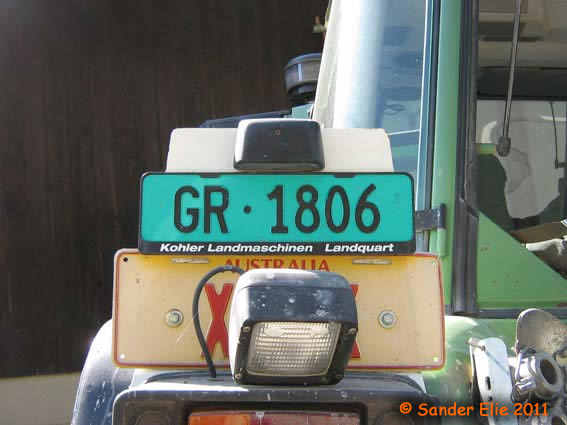 GR · 1806
Kohler Landmaschinen Landquart
AUSTRALIA
© Sander Elie 2011